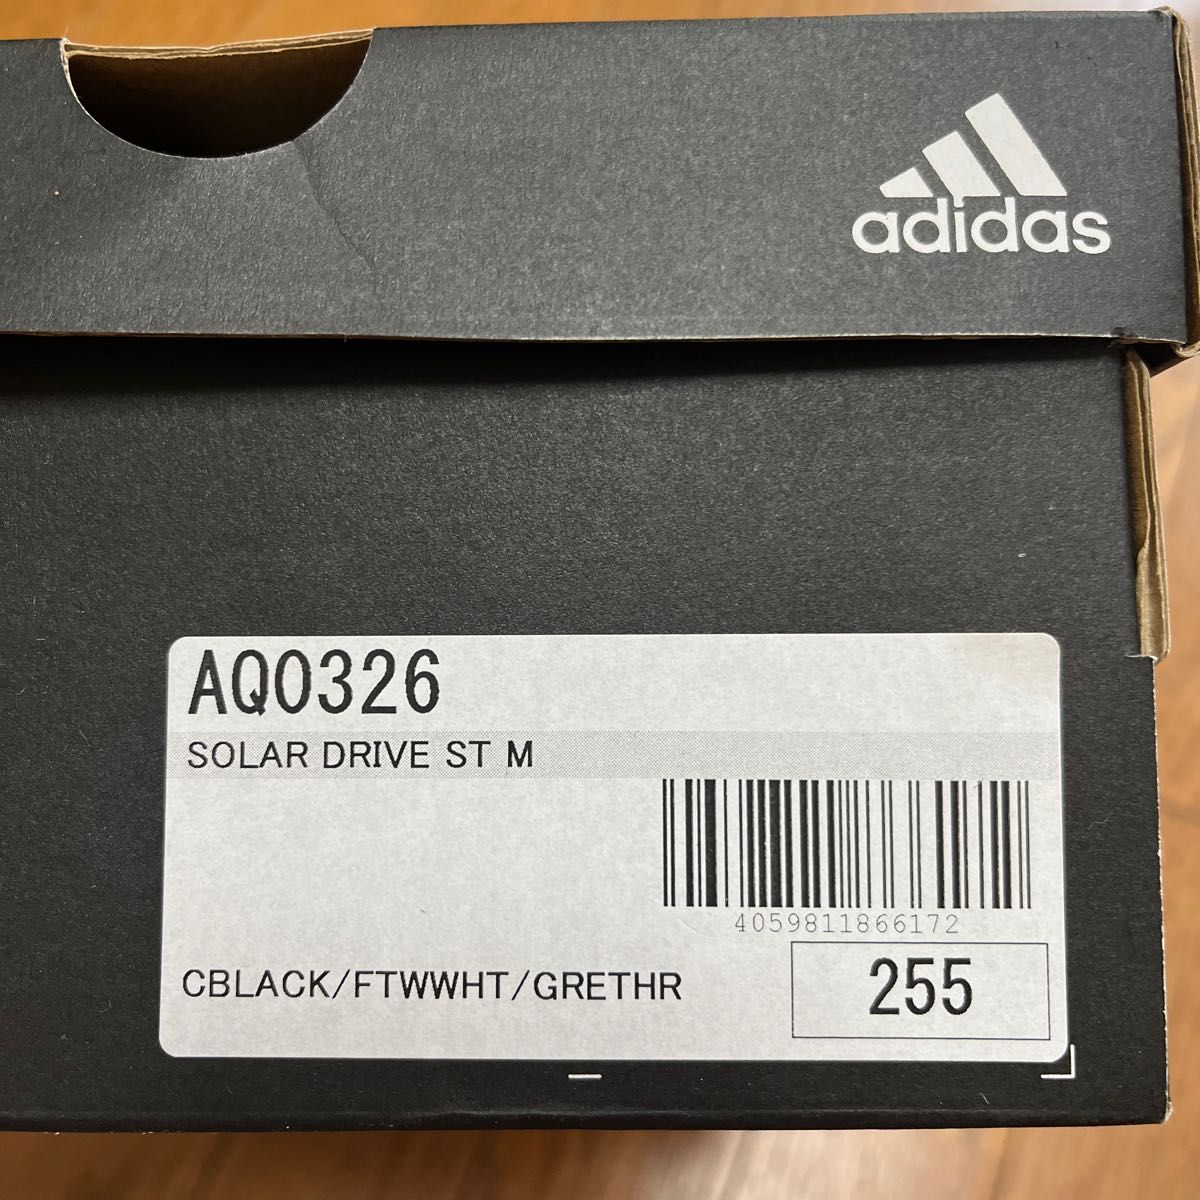 adidas
AQ0326
SOLAR DRIVE ST M
4059811866172
CBLACK/FTWWHT/GRETHR
255